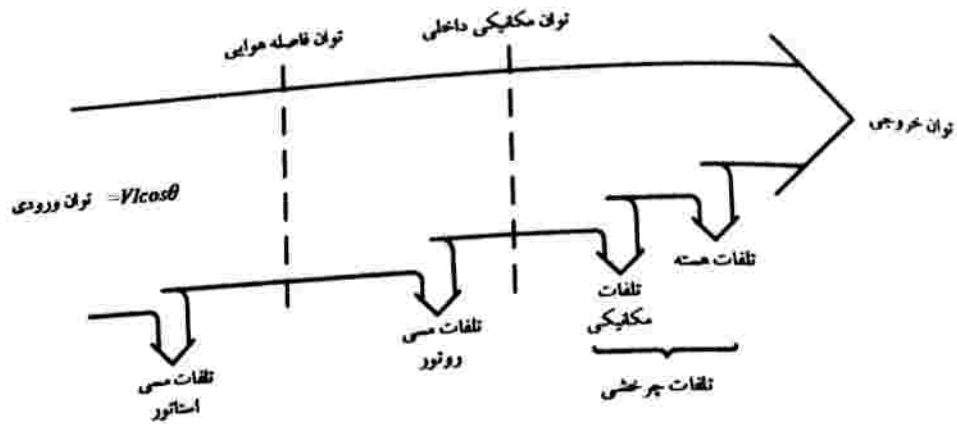 توان فاصله هوایی
توان مکانیکی داخلی
توان خروجی
توان ورودی =VIcosθ
تلفات مسی
استاتور
تلفات مسی
روتور
تلفات
مکانیکی
تلفات هسته
تلفات چرخشی